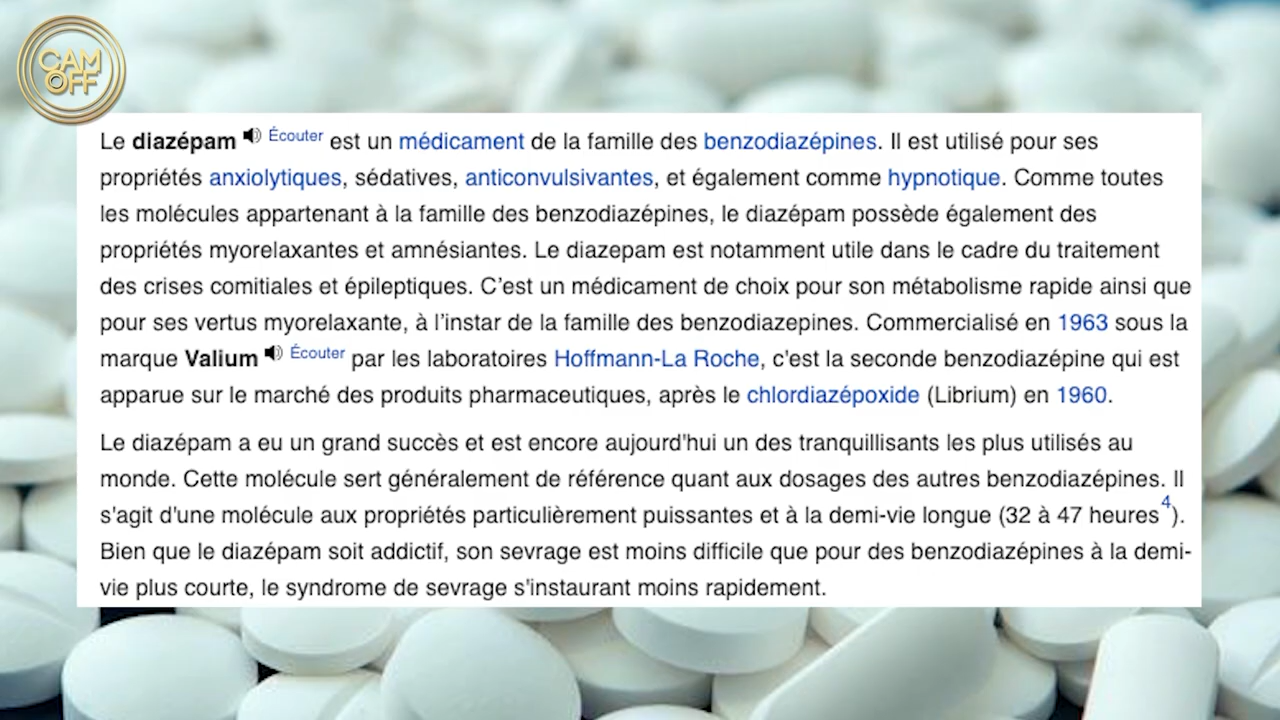 CAM
OFF
Le diazépam Écouter est un médicament de la famille des benzodiazépines. Il est utilisé pour ses
propriétés anxiolytiques, sédatives, anticonvulsivantes, et également comme hypnotique. Comme toutes
les molécules appartenant à la famille des benzodiazépines, le diazépam possède également des
propriétés myorelaxantes et amnésiantes. Le diazepam est notamment utile dans le cadre du traitement
des crises comitiales et épileptiques. C’est un médicament de choix pour son métabolisme rapide ainsi que
pour ses vertus myorelaxante, à l’instar de la famille des benzodiazepines. Commercialisé en 1963 sous la
marque Valium Écouter par les laboratoires Hoffmann-La Roche, c'est la seconde benzodiazépine qui est
apparue sur le marché des produits pharmaceutiques, après le chlordiazépoxide (Librium) en 1960.
Le diazépam a eu un grand succès et est encore aujourd'hui un des tranquillisants les plus utilisés au
monde. Cette molécule sert généralement de référence quant aux dosages des autres benzodiazépines. Il
s'agit d'une molécule aux propriétés particulièrement puissantes et à la demi-vie longue (32 à 47 heures4).
Bien que le diazépam soit addictif, son sevrage est moins difficile que pour des benzodiazépines à la demi-
vie plus courte, le syndrome de sevrage s'instaurant moins rapidement.